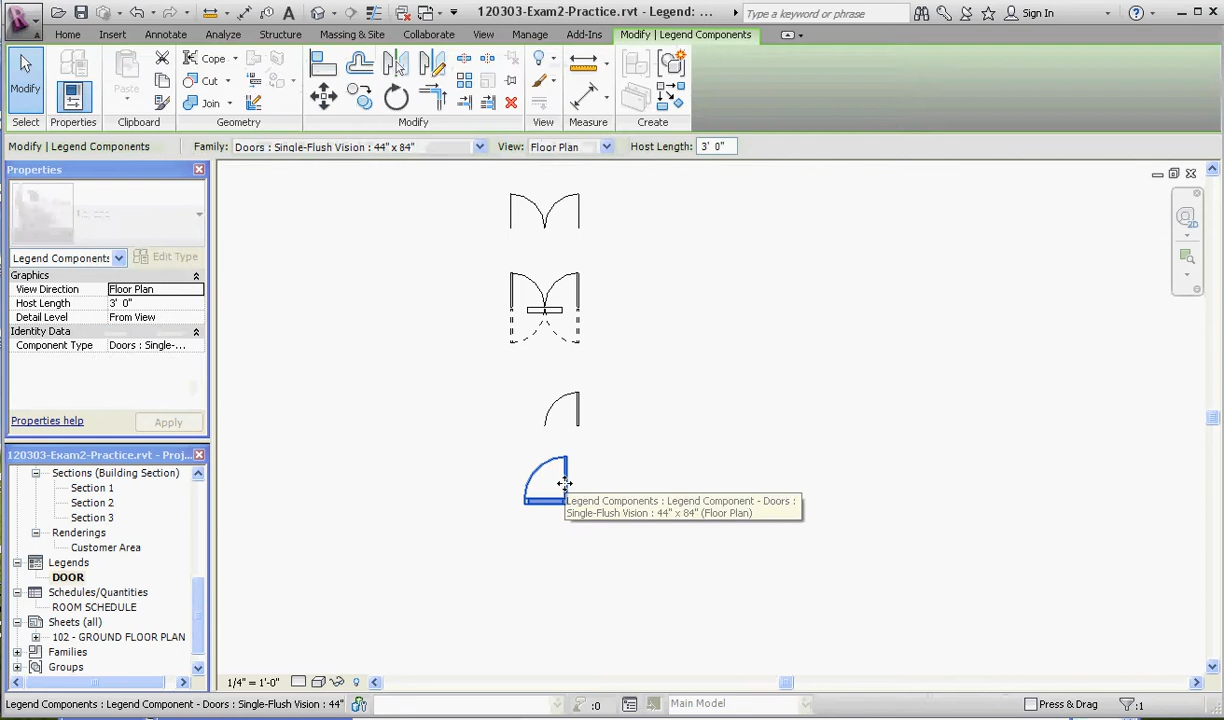 120303-Exam2-Practice.rvt - Legend: ...
Type a keyword or phrase
Sign In
Home Insert Annotate Analyze Structure Massing & Site Collaborate View Manage Add-Ins Modify | Legend Components
Modify
Paste
Cope
Cut
Join
Select Properties Clipboard Geometry Modify View Measure Create
Modify | Legend Components
Family: Doors : Single-Flush Vision : 44" x 84"
View: Floor Plan
Host Length: 3' 0"
Properties
Legend Components
Edit Type
Graphics
View Direction Floor Plan
Host Length 3' 0"
Detail Level From View
Identity Data
Component Type Doors : Single-...
Properties help
Apply
120303-Exam2-Practice.rvt - Project Browser
Sections (Building Section)
Section 1
Section 2
Section 3
Renderings
Customer Area
Legends
DOOR
Schedules/Quantities
ROOM SCHEDULE
Sheets (all)
102 - GROUND FLOOR PLAN
Families
Groups
Legend Components : Legend Component - Doors :
Single-Flush Vision : 44" x 84" (Floor Plan)
1/4" = 1'-0"
Legend Components : Legend Component - Doors : Single-Flush Vision : 44"
:0
Main Model
Press & Drag
:1